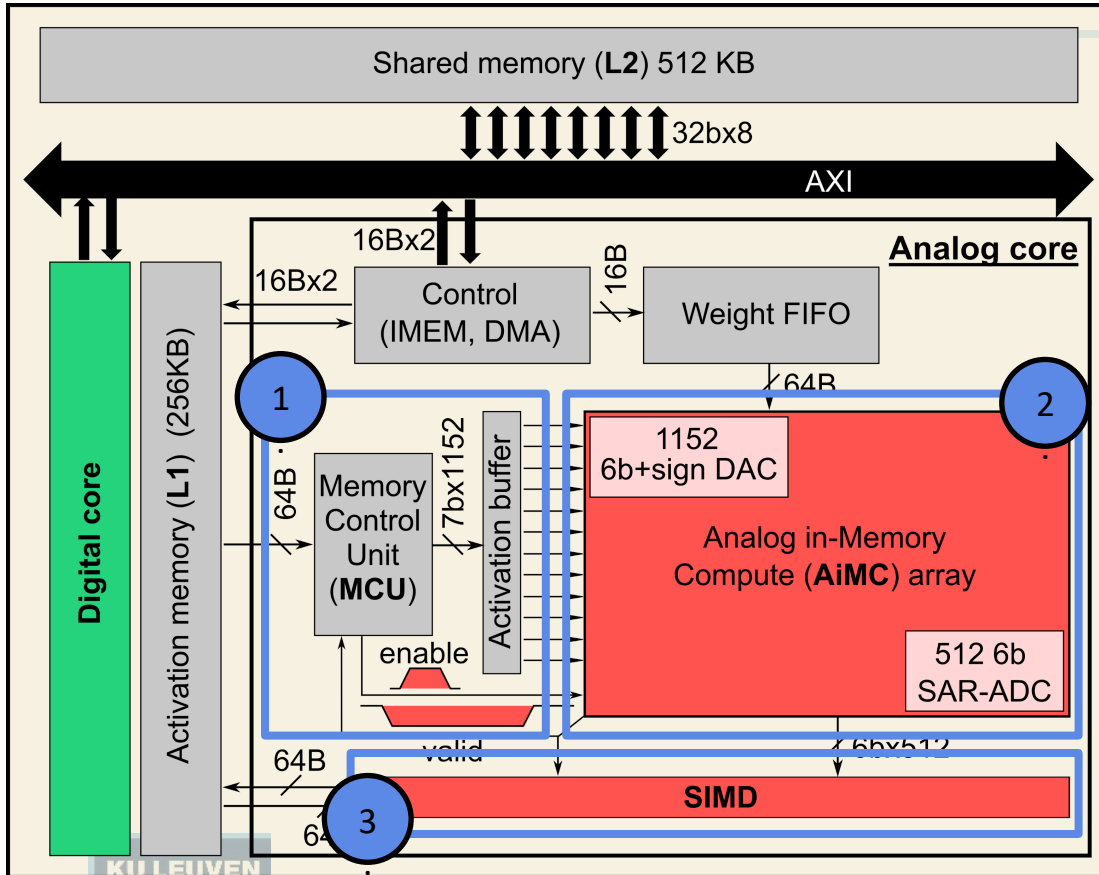 Shared memory (L2) 512 KB
32bx8
AXI
Analog core
16Bx2
16Bx2
Control
(IMEM, DMA)
16B
Weight FIFO
64B
Digital core
Activation memory (L1) (256KB)
1
64B
Memory
Control
Unit
(MCU)
7bx1152
Activation buffer
enable
valid
2
1152
6b+sign DAC
Analog in-Memory
Compute (AiMC) array
512 6b
SAR-ADC
6bx512
64B
3
SIMD
KU LEUVEN